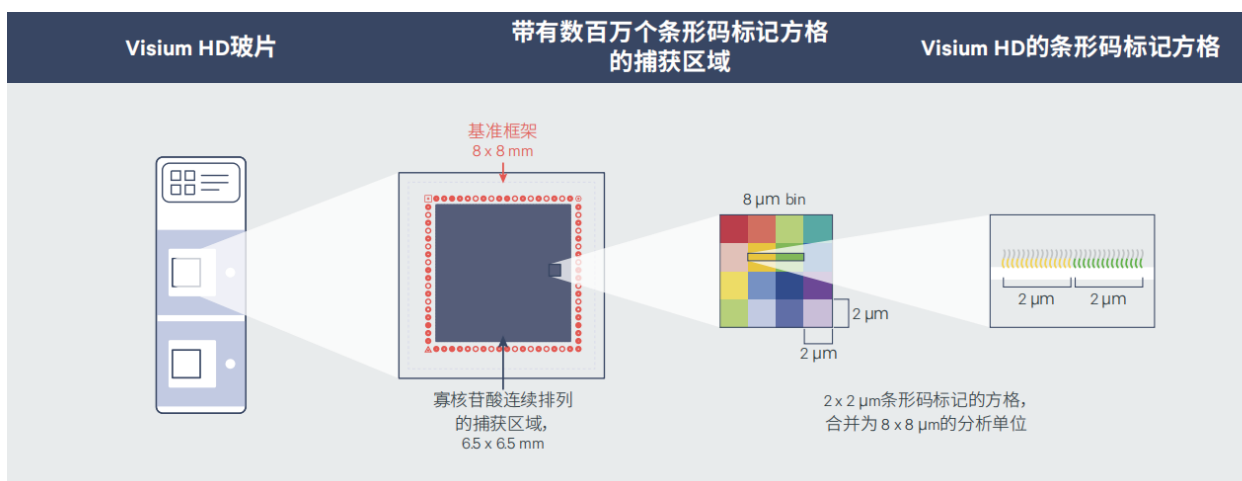 Visium HD玻片
带有数百万个条形码标记方格
的捕获区域
Visium HD的条形码标记方格
基准框架
8 x 8 mm
寡核苷酸连续排列
的捕获区域,
6.5 x 6.5 mm
8 µm bin
2 µm
2 µm
2 x 2 µm条形码标记的方格,
合并为 8 x 8 µm的分析单位
2 µm
2 µm